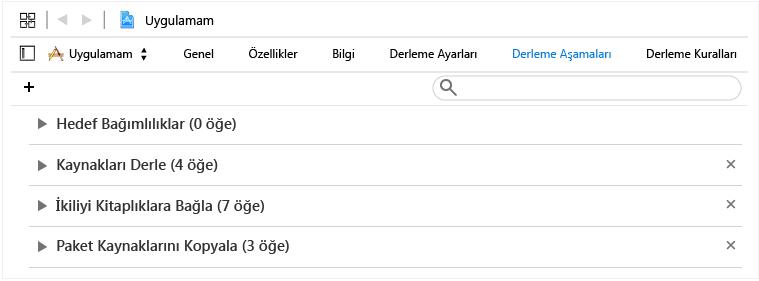 Uygulamam
Uygulamam Genel Özellikler Bilgi Derleme Ayarları Derleme Aşamaları Derleme Kuralları
+
Hedef Bağımlılıklar (0 öğe)
Kaynakları Derle (4 öğe)
İkiliyi Kitaplıklara Bağla (7 öğe)
Paket Kaynaklarını Kopyala (3 öğe)